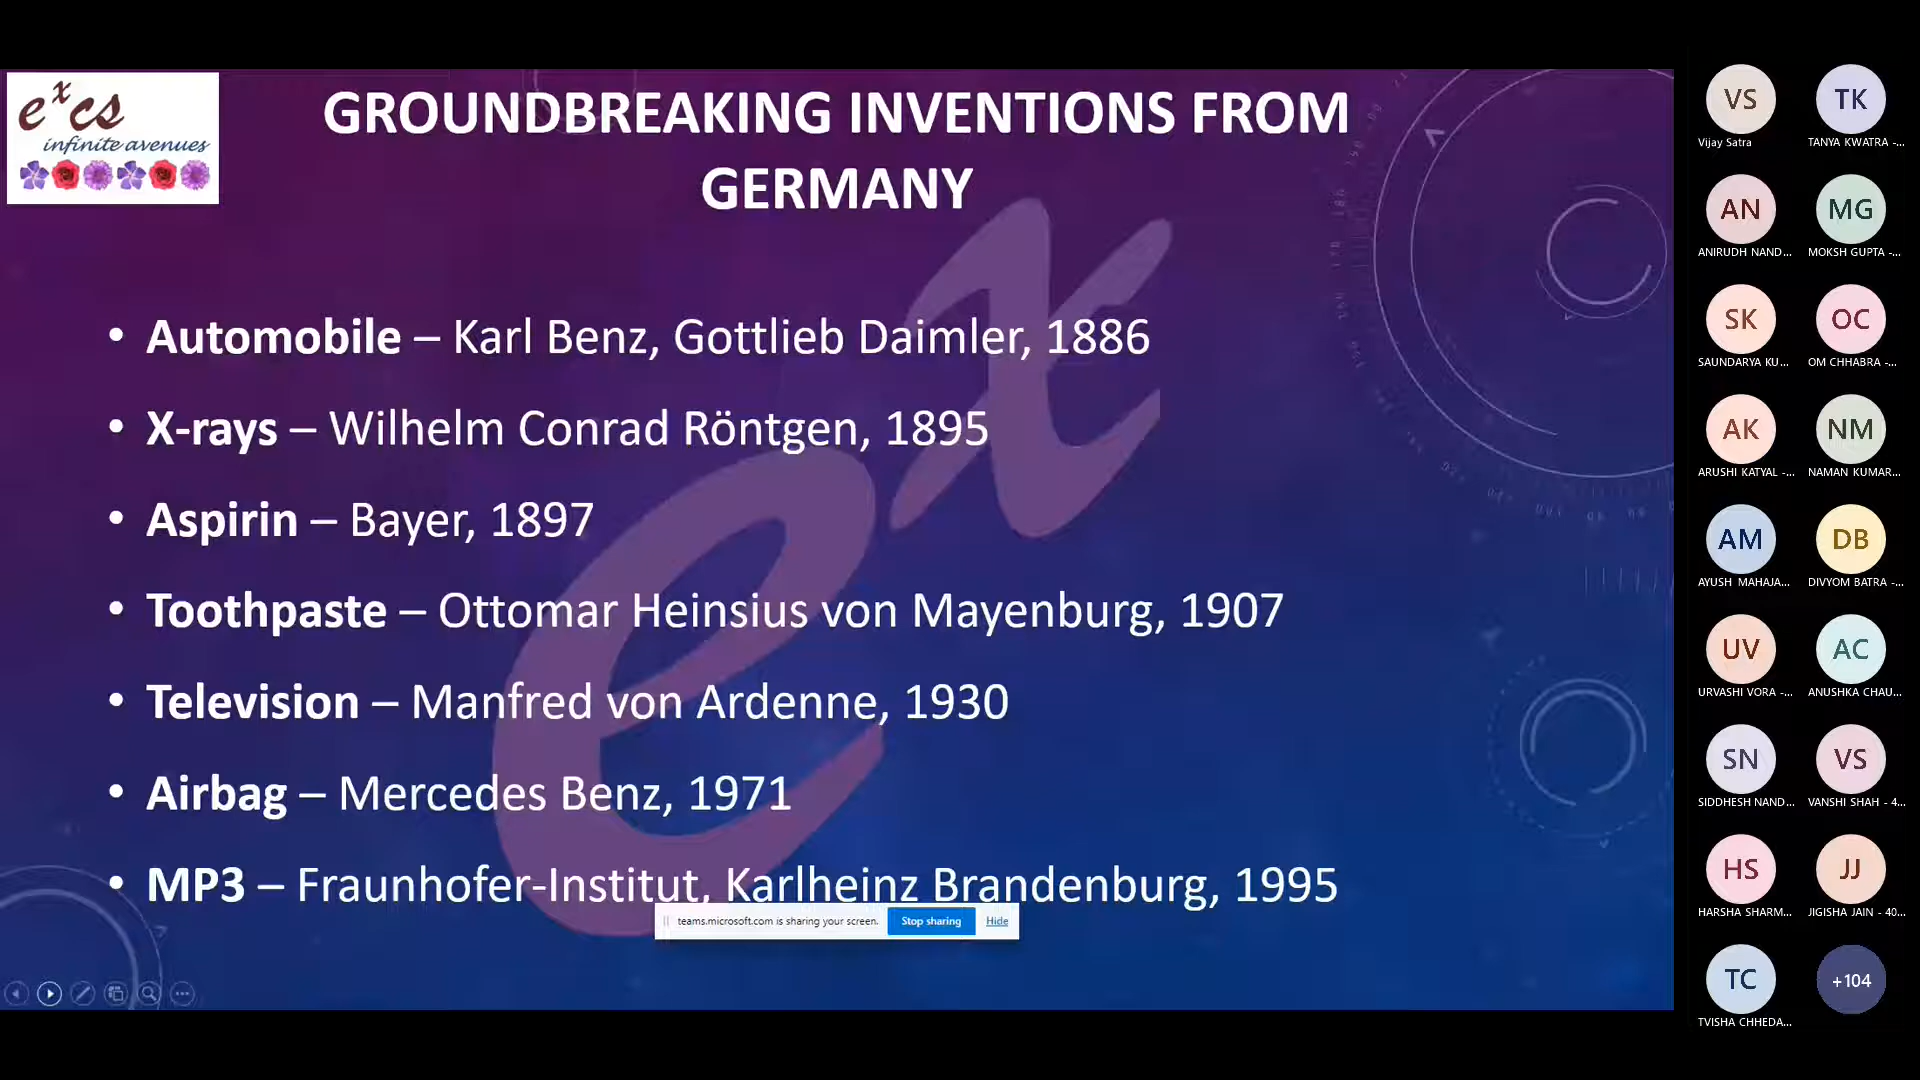 excs
infinite avenues
GROUNDBREAKING INVENTIONS FROM
GERMANY
ex
• Automobile – Karl Benz, Gottlieb Daimler, 1886
• X-rays – Wilhelm Conrad Röntgen, 1895
• Aspirin – Bayer, 1897
• Toothpaste – Ottomar Heinsius von Mayenburg, 1907
• Television – Manfred von Ardenne, 1930
• Airbag – Mercedes Benz, 1971
• MP3 – Fraunhofer-Institut, Karlheinz Brandenburg, 1995
teams.microsoft.com is sharing your screen. Stop sharing Hide
VS TK
Vijay Satra TANYA KWATRA -...
AN MG
ANIRUDH NAND... MOKSH GUPTA -...
SK OC
SAUNDARYA KU... OM CHHABRA -...
AK NM
ARUSHI KATYAL -... NAMAN KUMAR...
AM DB
AYUSH MAHAJA... DIVYOM BATRA -...
UV AC
URVASHI VORA -... ANUSHKA CHAU...
SN VS
SIDDHESH NAND... VANSHI SHAH - 4...
HS JJ
HARSHA SHARM... JIGISHA JAIN - 40...
TC +104
TVISHA CHHEDA...